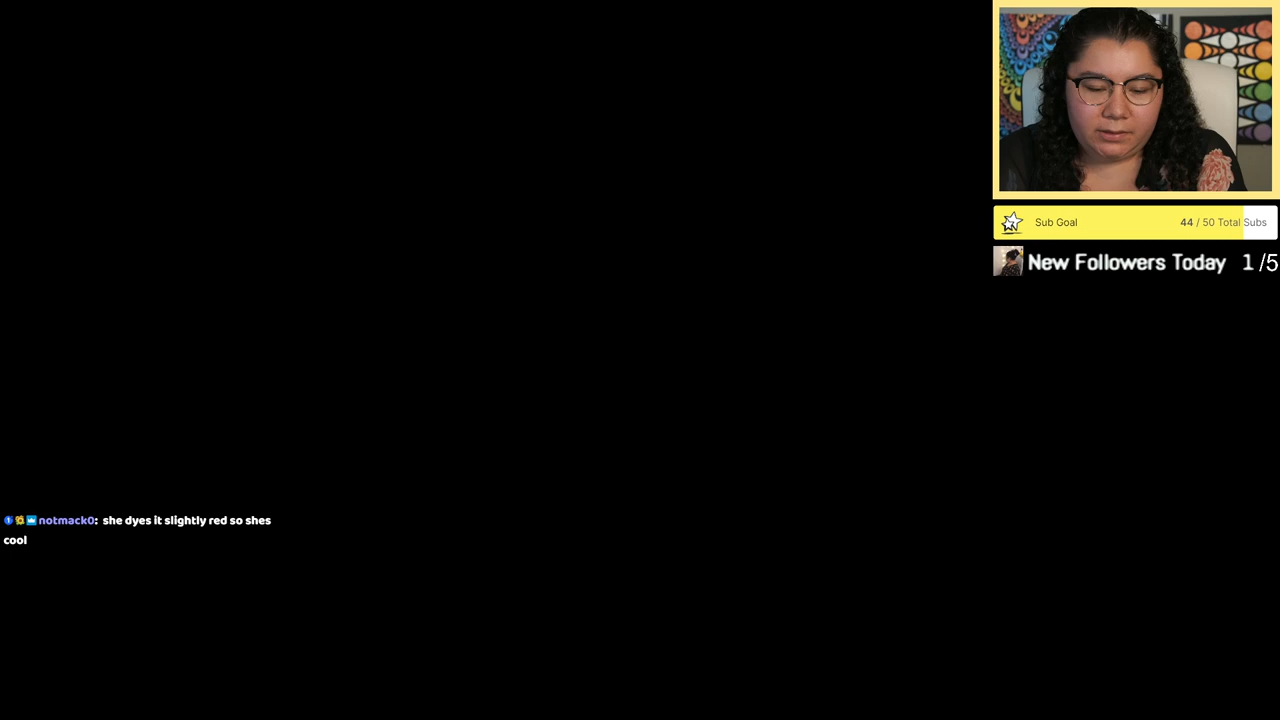 Sub Goal 44 / 50 Total Subs
New Followers Today 1 /5
notmack0: she dyes it slightly red so shes
cool